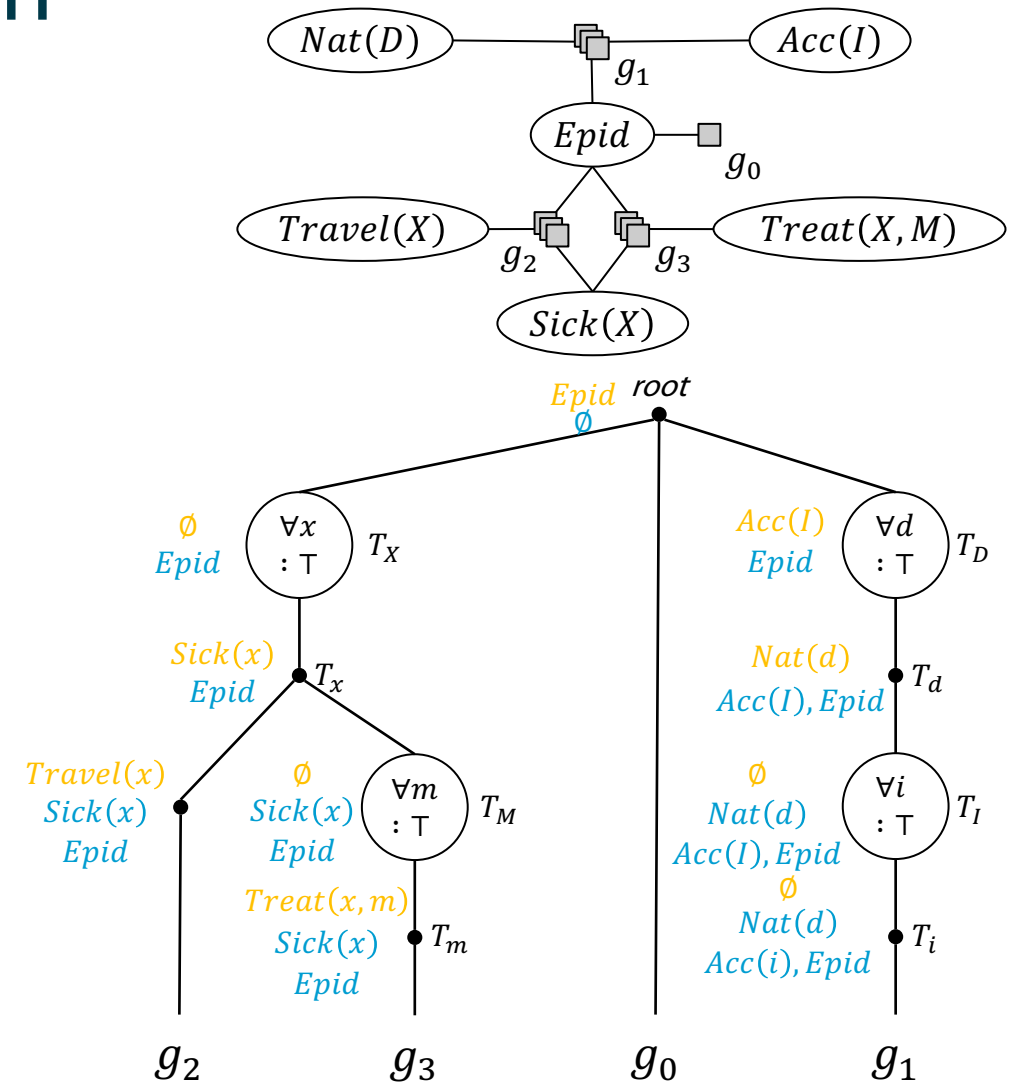 Nat(D)
Acc(I)
g₁
Epid
g₀
Travel(X)
Treat(X, M)
g₂
g₃
Sick(X)
Epid
root
∅
∅
Epid
∀x
: ⊤
T_X
Acc(I)
Epid
∀d
: ⊤
T_D
Sick(x)
Epid
T_x
Nat(d)
Acc(I), Epid
T_d
Travel(x)
Sick(x)
Epid
∅
Sick(x)
Epid
∀m
: ⊤
T_M
∅
Nat(d)
Acc(I), Epid
∀i
: ⊤
T_I
Treat(x, m)
Sick(x)
Epid
T_m
∅
Nat(d)
Acc(i), Epid
T_i
g₂
g₃
g₀
g₁